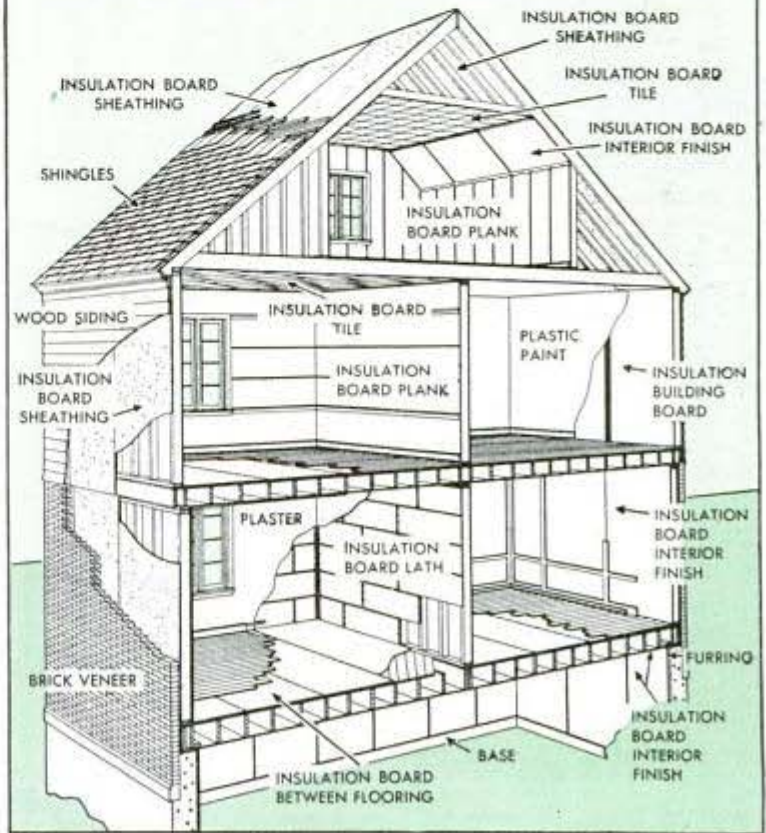 INSULATION BOARD
SHEATHING
INSULATION BOARD
TILE
INSULATION BOARD
SHEATHING
INSULATION BOARD
INTERIOR FINISH
SHINGLES
INSULATION
BOARD PLANK
WOOD SIDING
INSULATION BOARD
TILE
PLASTIC
PAINT
INSULATION
BOARD PLANK
INSULATION
BUILDING
BOARD
INSULATION
BOARD
SHEATHING
PLASTER
INSULATION
BOARD LATH
INSULATION
BOARD
INTERIOR
FINISH
BRICK VENEER
FURRING
INSULATION
BOARD
INTERIOR
FINISH
BASE
INSULATION BOARD
BETWEEN FLOORING